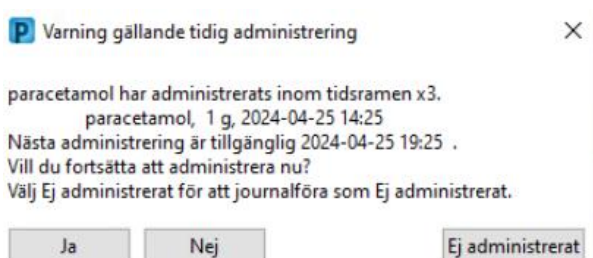 P Varning gällande tidig administrering
paracetamol har administrerats inom tidsramen x3.
paracetamol, 1 g, 2024-04-25 14:25
Nästa administrering är tillgänglig 2024-04-25 19:25 .
Vill du fortsätta att administrera nu?
Välj Ej administrerat för att journalföra som Ej administrerat.
Ja Nej Ej administrerat